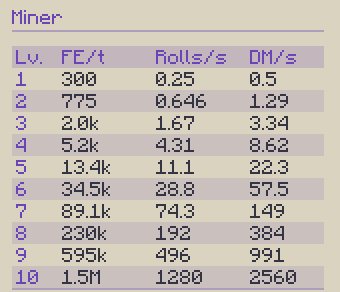 Miner
Lv. FE/t Rolls/s DM/s
1 300 0.25 0.5
2 775 0.646 1.29
3 2.0k 1.67 3.34
4 5.2k 4.31 8.62
5 13.4k 11.1 22.3
6 34.5k 28.8 57.5
7 89.1k 74.3 149
8 230k 192 384
9 595k 496 991
10 1.5M 1280 2560